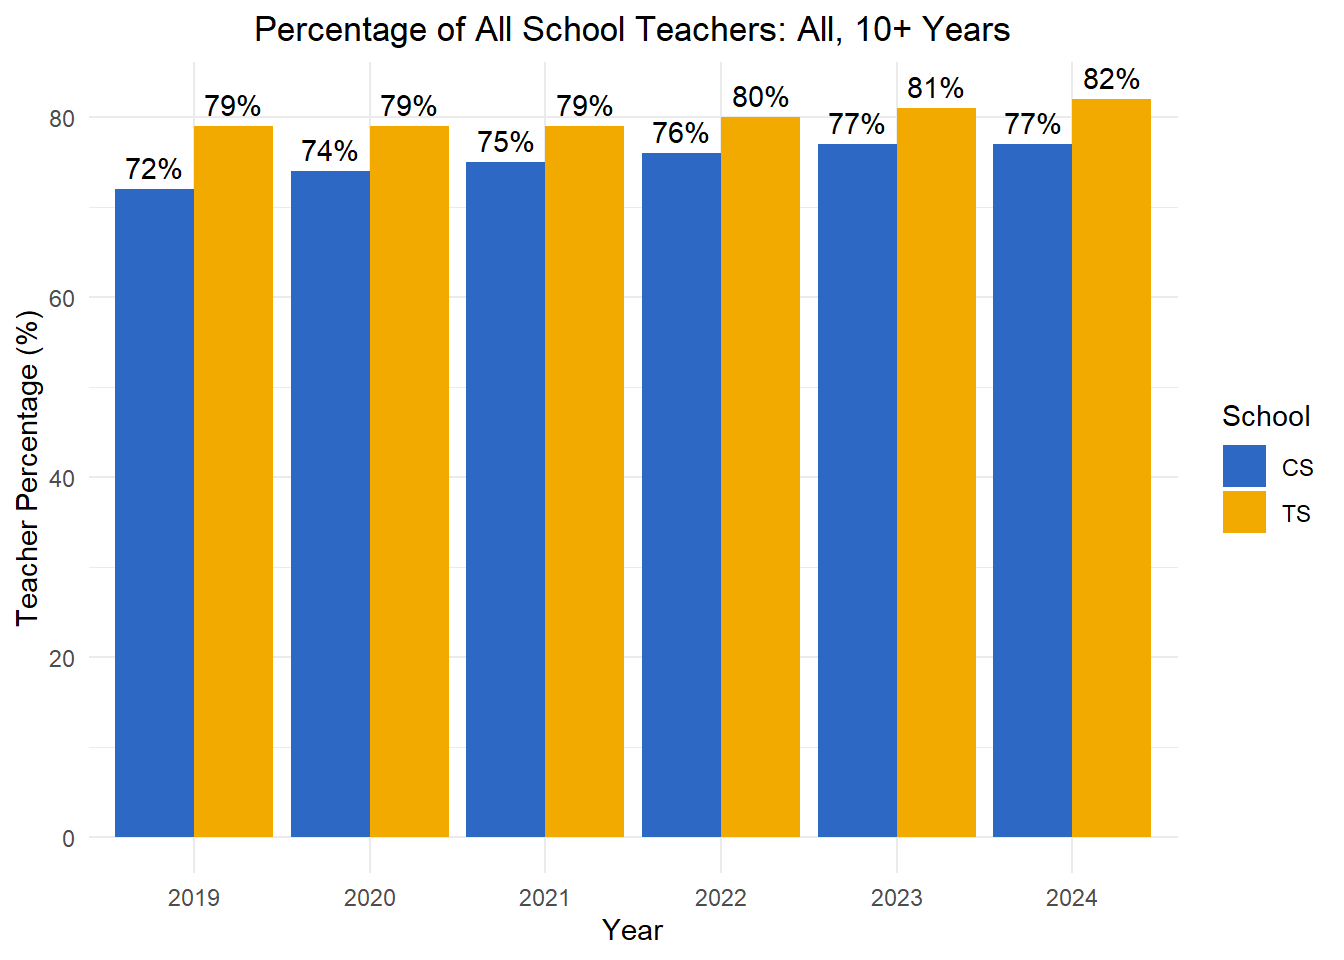 Percentage of All School Teachers: All, 10+ Years
72% 79% 74% 79% 75% 79% 76% 80% 77% 81% 77% 82%
80
60
40
20
0
Teacher Percentage (%)
2019 2020 2021 2022 2023 2024
Year
School
CS
TS